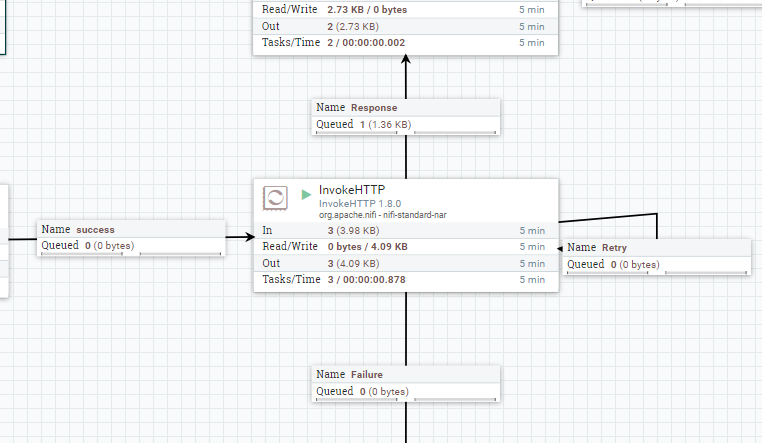 Read/Write 2.73 KB / 0 bytes 5 min
Out 2 (2.73 KB) 5 min
Tasks/Time 2 / 00:00:00.002 5 min
Name Response
Queued 1 (1.36 KB)
InvokeHTTP
InvokeHTTP 1.8.0
org.apache.nifi - nifi-standard-nar
In 3 (3.98 KB) 5 min
Read/Write 0 bytes / 4.09 KB 5 min
Out 3 (4.09 KB) 5 min
Tasks/Time 3 / 00:00:00.878 5 min
Name success
Queued 0 (0 bytes)
Name Retry
Queued 0 (0 bytes)
Name Failure
Queued 0 (0 bytes)